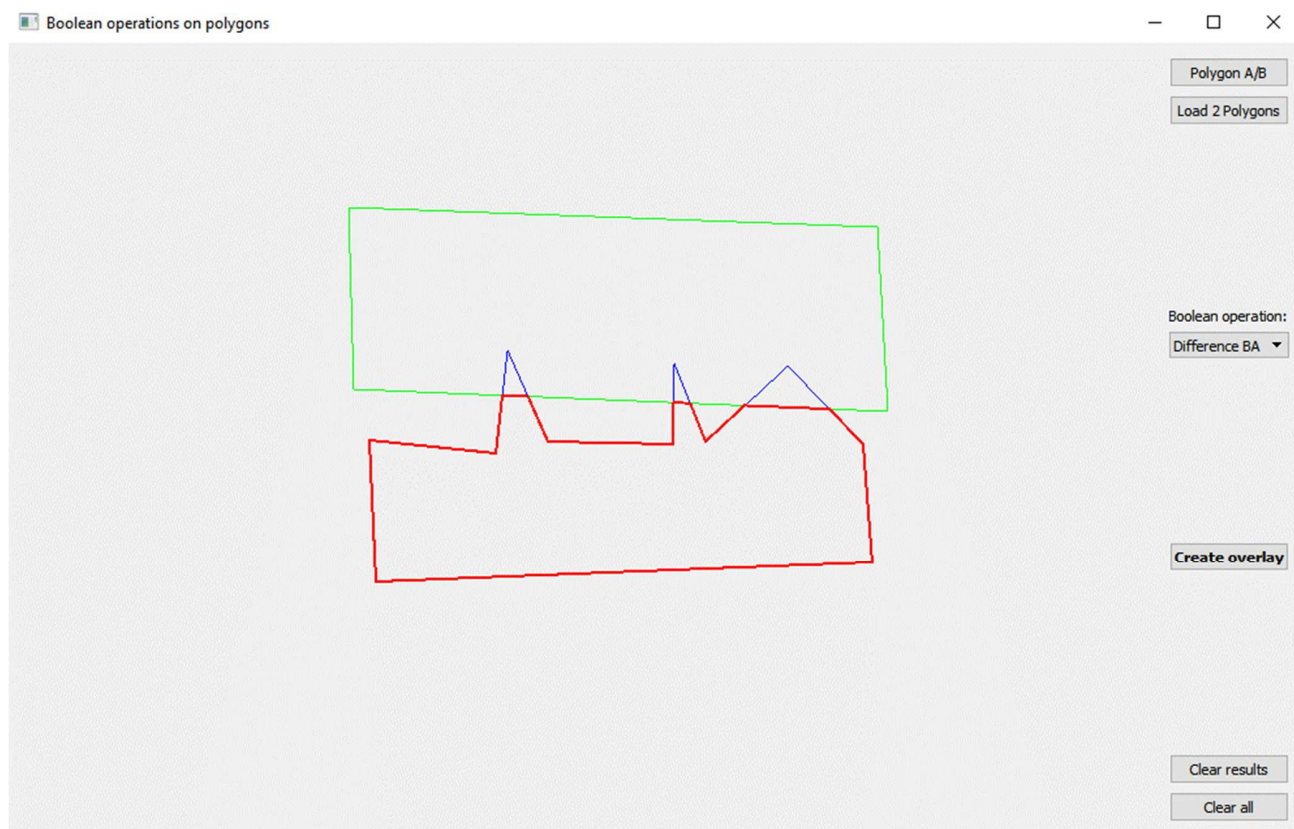 Boolean operations on polygons
Polygon A/B
Load 2 Polygons
Boolean operation:
Difference BA
Create overlay
Clear results
Clear all